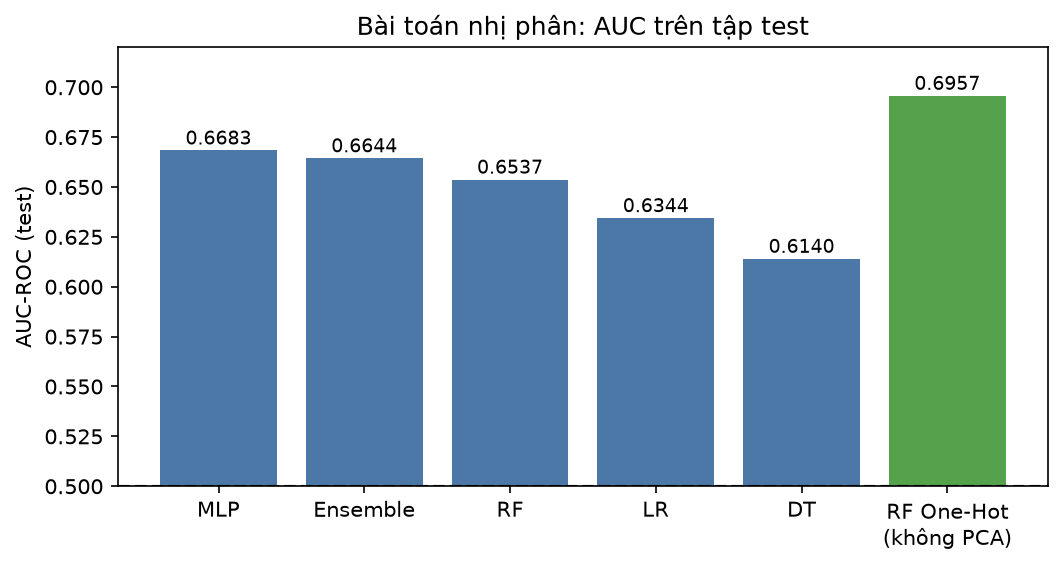 Bài toán nhị phân: AUC trên tập test
AUC-ROC (test)
0.700
0.675
0.650
0.625
0.600
0.575
0.550
0.525
0.500
0.6683
0.6644
0.6537
0.6344
0.6140
0.6957
MLP
Ensemble
RF
LR
DT
RF One-Hot
(không PCA)